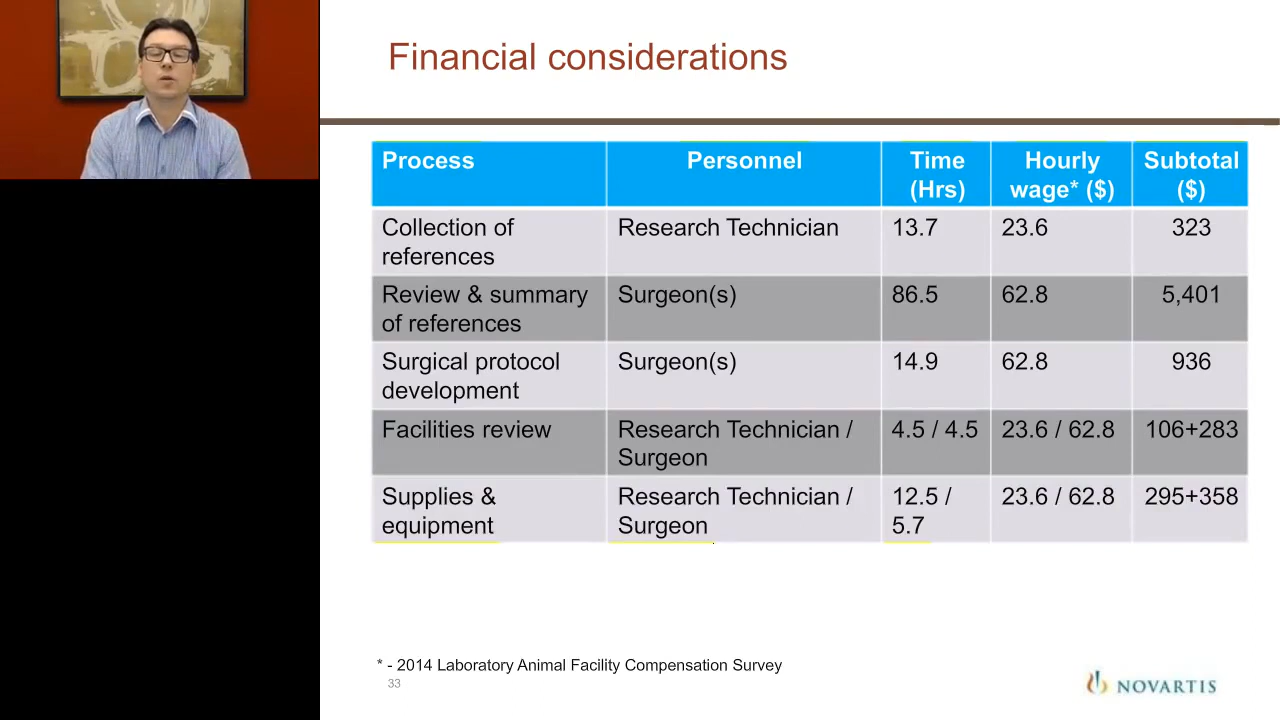 Financial considerations
Process Personnel Time (Hrs) Hourly wage* ($) Subtotal ($)
Collection of references Research Technician 13.7 23.6 323
Review & summary of references Surgeon(s) 86.5 62.8 5,401
Surgical protocol development Surgeon(s) 14.9 62.8 936
Facilities review Research Technician / Surgeon 4.5 / 4.5 23.6 / 62.8 106+283
Supplies & equipment Research Technician / Surgeon 12.5 / 5.7 23.6 / 62.8 295+358
* - 2014 Laboratory Animal Facility Compensation Survey
33
NOVARTIS